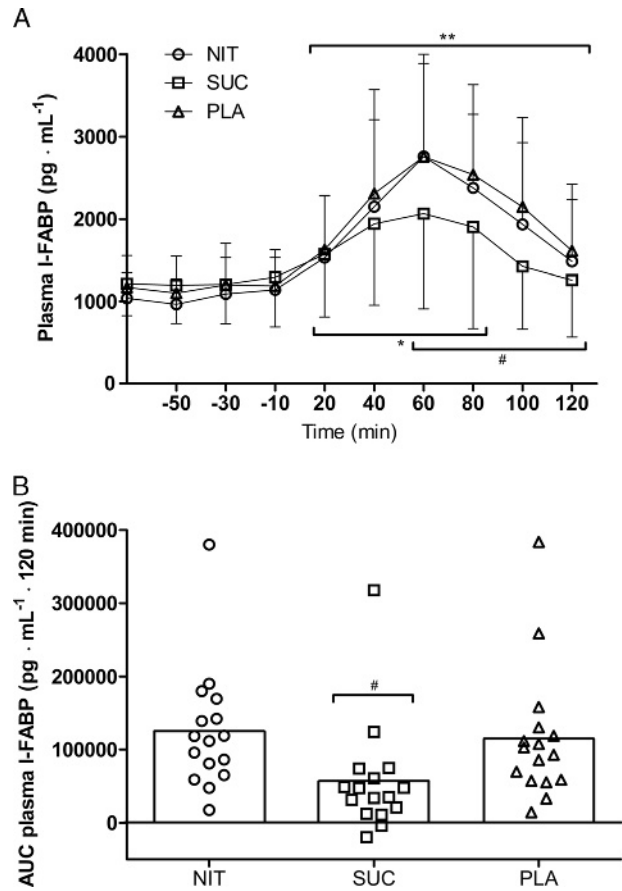 A
Plasma I-FABP (pg · mL⁻¹)
5000
4000
3000
2000
1000
0
NIT
SUC
PLA
**
*
#
-50 -30 -10 20 40 60 80 100 120
Time (min)
B
AUC plasma I-FABP (pg · mL⁻¹ · 120 min)
400000
300000
200000
100000
0
#
NIT SUC PLA